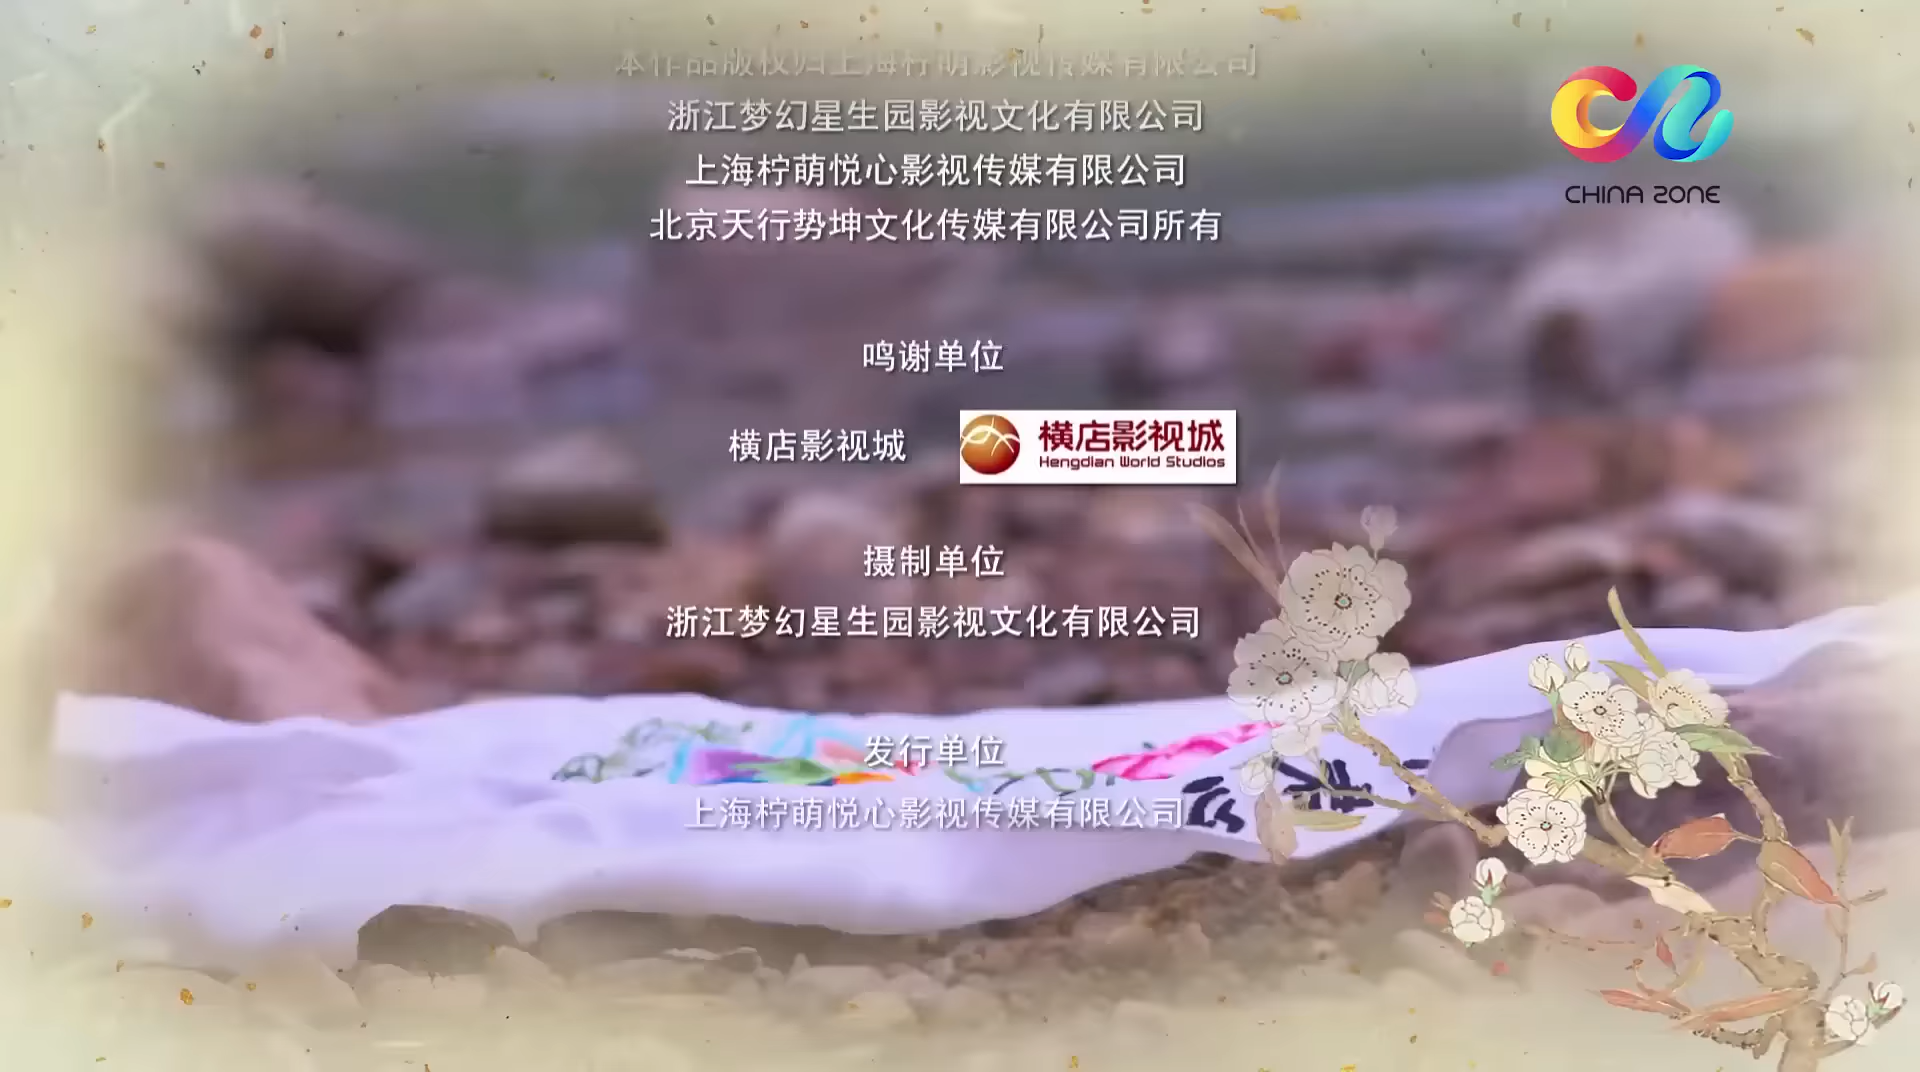 本作品版权归上海柠萌影视传媒有限公司
浙江梦幻星生园影视文化有限公司
上海柠萌悦心影视传媒有限公司
北京天行势坤文化传媒有限公司所有
CHINA ZONE
鸣谢单位
横店影视城
横店影视城
Hengdian World Studios
摄制单位
浙江梦幻星生园影视文化有限公司
发行单位
上海柠萌悦心影视传媒有限公司